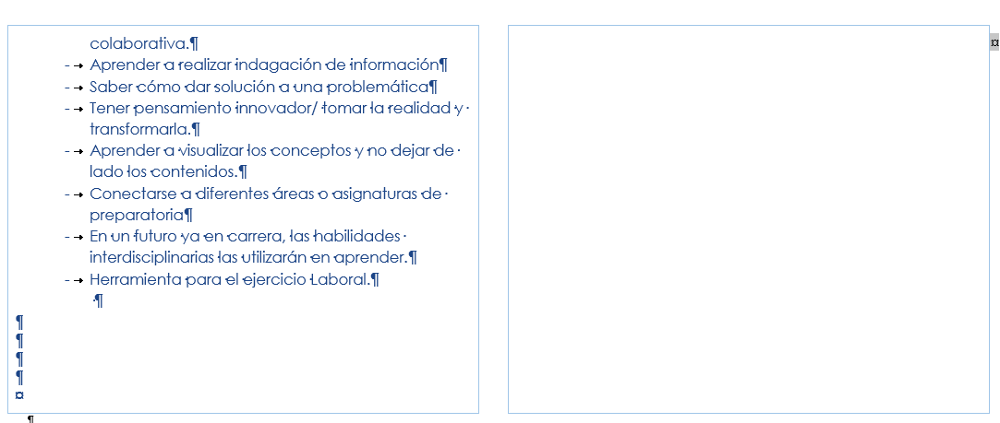 colaborativa.¶
- → Aprender a realizar indagación de información¶
- → Saber cómo dar solución a una problemática¶
- → Tener pensamiento innovador/ tomar la realidad y
transformarla.¶
- → Aprender a visualizar los conceptos y no dejar de
lado los contenidos.¶
- → Conectarse a diferentes áreas o asignaturas de
preparatoria¶
- → En un futuro ya en carrera, las habilidades
interdisciplinarias las utilizarán en aprender.¶
- → Herramienta para el ejercicio Laboral.¶
¶
¶
¶
¶
¶
¤
¶
¤